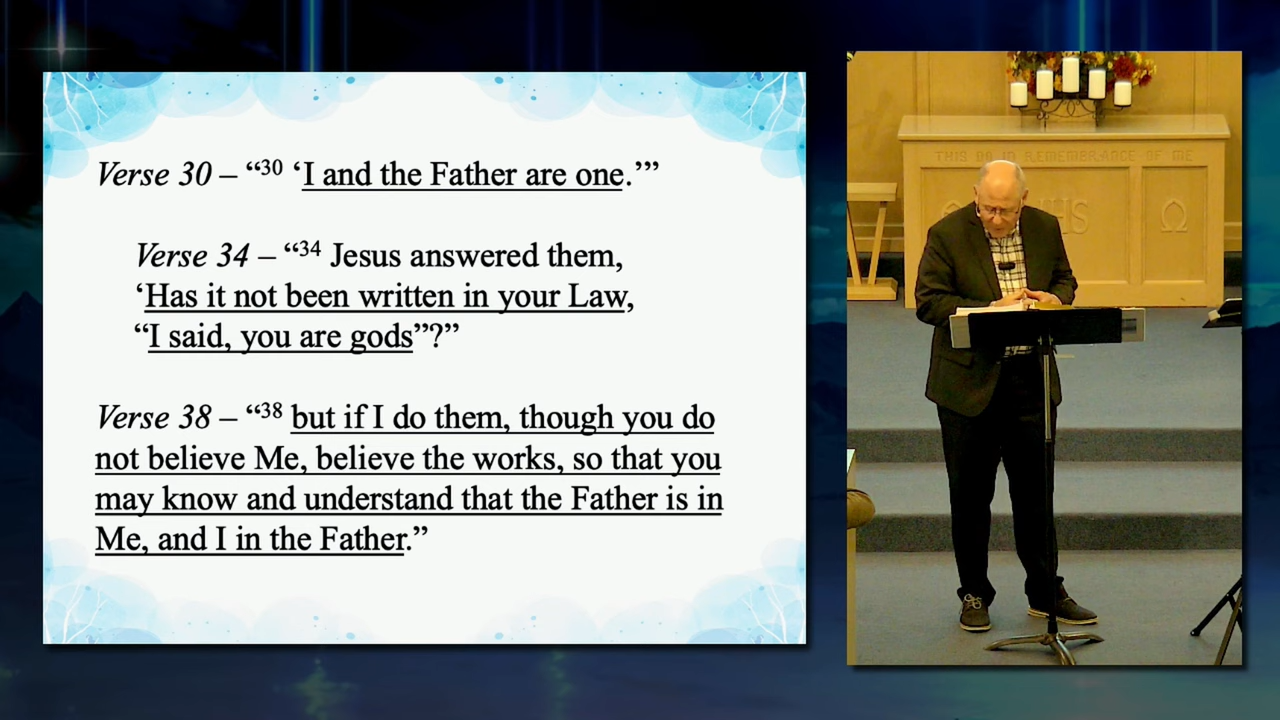 Verse 30 – “30 ‘I and the Father are one.’”
Verse 34 – “34 Jesus answered them,
‘Has it not been written in your Law,
“I said, you are gods”?”
Verse 38 – “38 but if I do them, though you do
not believe Me, believe the works, so that you
may know and understand that the Father is in
Me, and I in the Father.”
THIS DO IN REMEMBRANCE OF ME
IHS
Ω